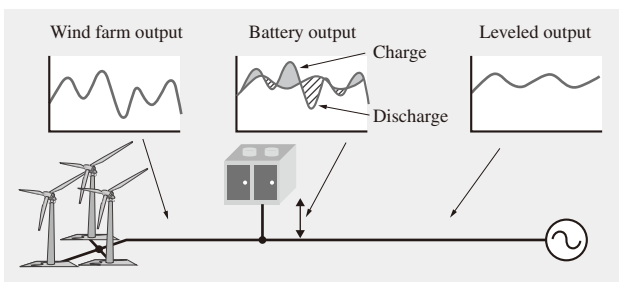 Wind farm output
Battery output
Leveled output
Charge
Discharge